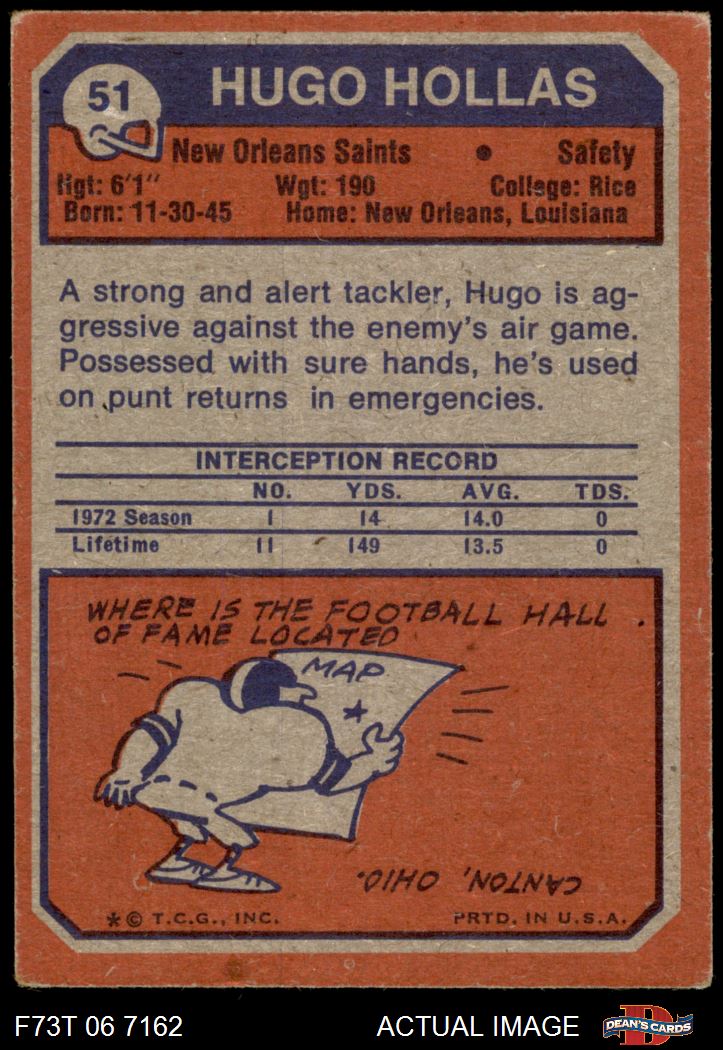 51
HUGO HOLLAS
New Orleans Saints • Safety
Hgt: 6'1" Wgt: 190 College: Rice
Born: 11-30-45 Home: New Orleans, Louisiana
A strong and alert tackler, Hugo is ag-
gressive against the enemy's air game.
Possessed with sure hands, he's used
on punt returns in emergencies.
INTERCEPTION RECORD
NO. YDS. AVG. TDS.
1972 Season 1 14 14.0 0
Lifetime 11 149 13.5 0
WHERE IS THE FOOTBALL HALL
OF FAME LOCATED
MAP
CANTON, OHIO.
* © T.C.G., INC. PRTD. IN U.S.A.
F73T 06 7162 ACTUAL IMAGE DEAN'S CARDS